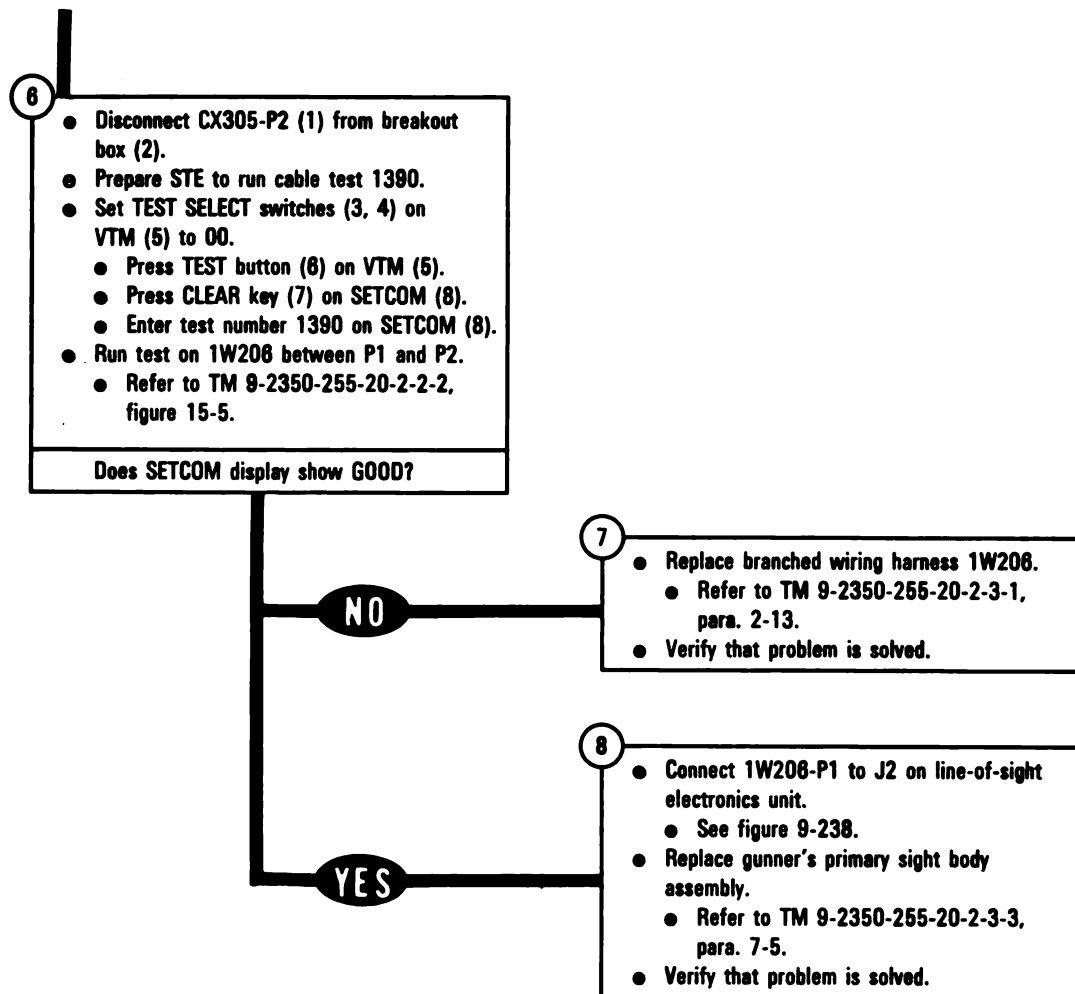 6
● Disconnect CX305-P2 (1) from breakout
box (2).
● Prepare STE to run cable test 1390.
● Set TEST SELECT switches (3, 4) on
VTM (5) to 00.
● Press TEST button (6) on VTM (5).
● Press CLEAR key (7) on SETCOM (8).
● Enter test number 1390 on SETCOM (8).
● Run test on 1W206 between P1 and P2.
● Refer to TM 9-2350-255-20-2-2-2,
figure 15-5.
Does SETCOM display show GOOD?
NO
7
● Replace branched wiring harness 1W206.
● Refer to TM 9-2350-255-20-2-3-1,
para. 2-13.
● Verify that problem is solved.
YES
8
● Connect 1W206-P1 to J2 on line-of-sight
electronics unit.
● See figure 9-238.
● Replace gunner's primary sight body
assembly.
● Refer to TM 9-2350-255-20-2-3-3,
para. 7-5.
● Verify that problem is solved.